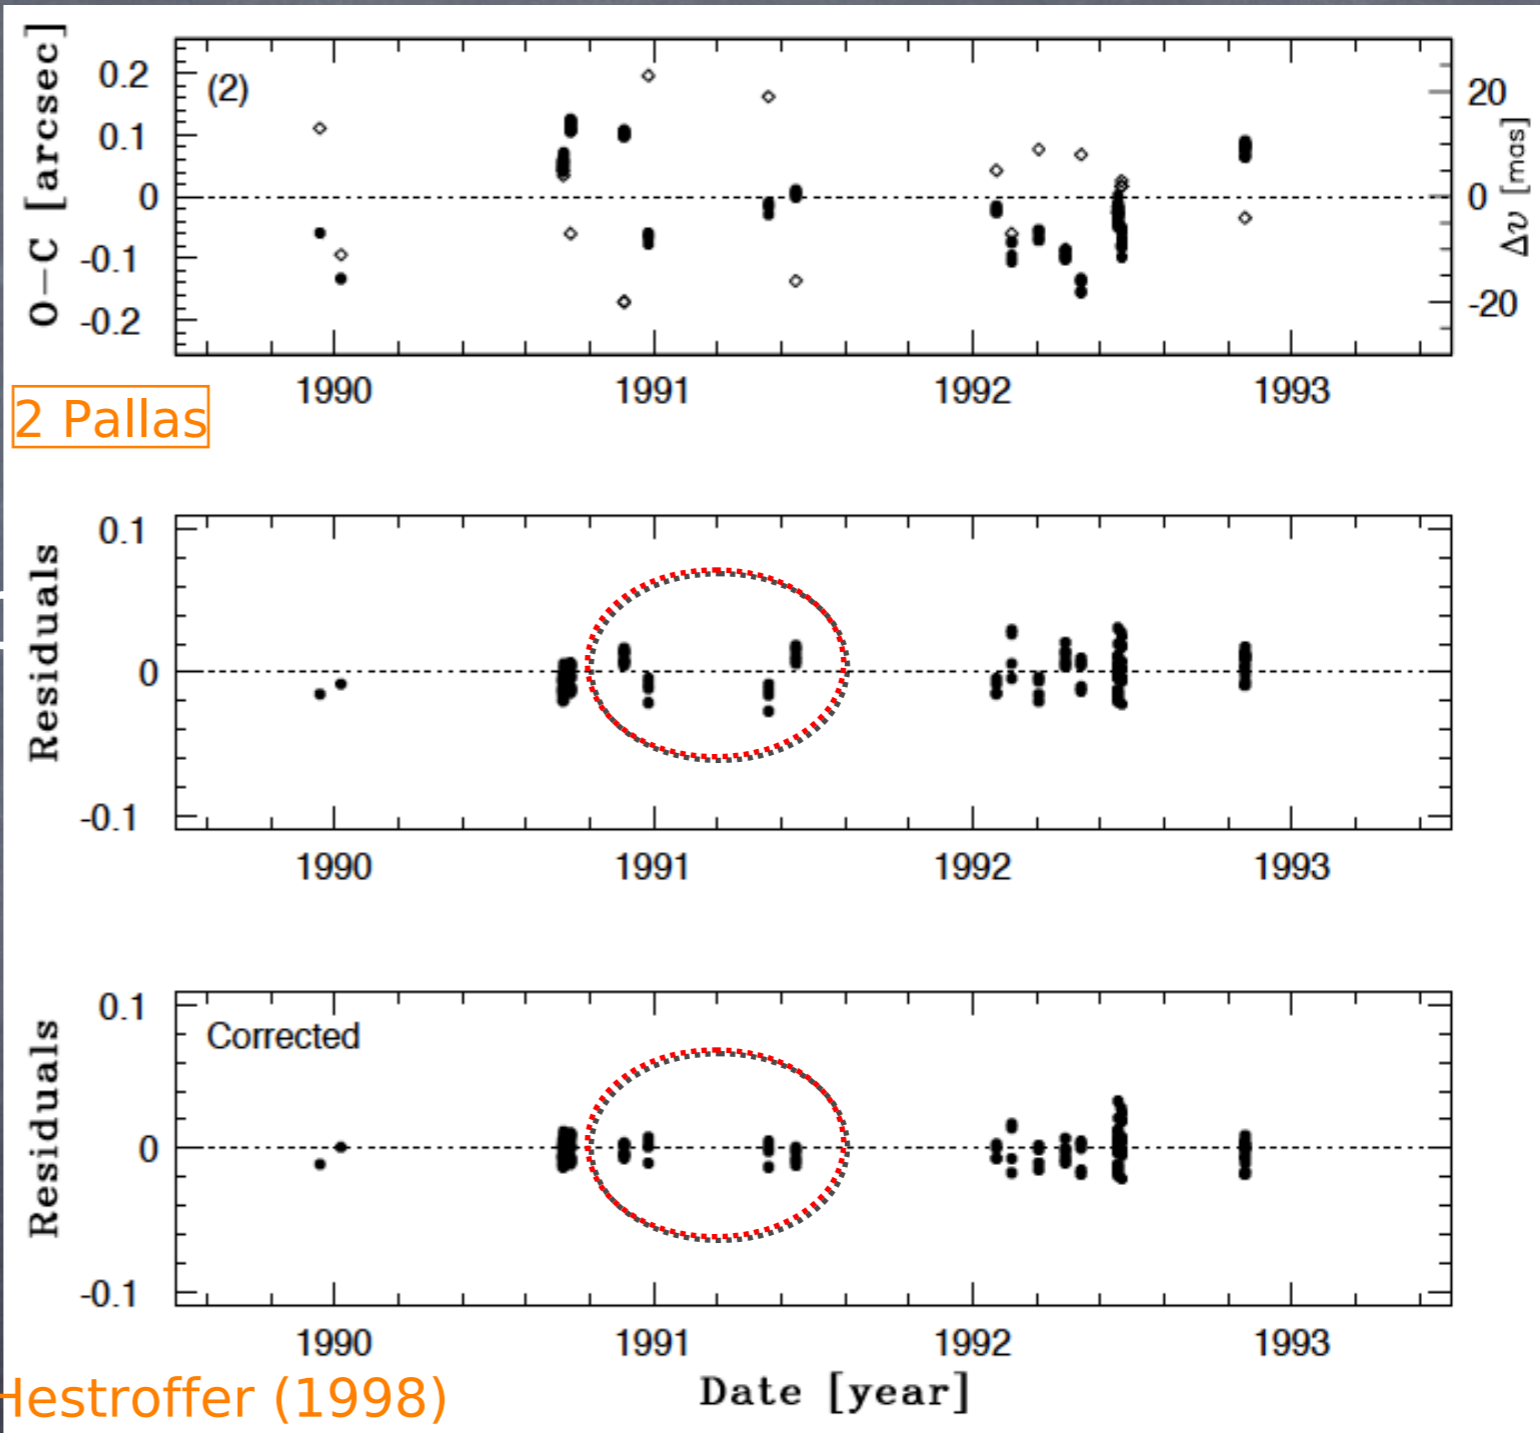 O-C [arcsec]
0.2
0.1
0
-0.1
-0.2
(2)
20
0
-20
Δυ [mas]
1990 1991 1992 1993
2 Pallas
Residuals
0.1
0
-0.1
1990 1991 1992 1993
Residuals
0.1
0
-0.1
Corrected
1990 1991 1992 1993
Date [year]
Hestroffer (1998)